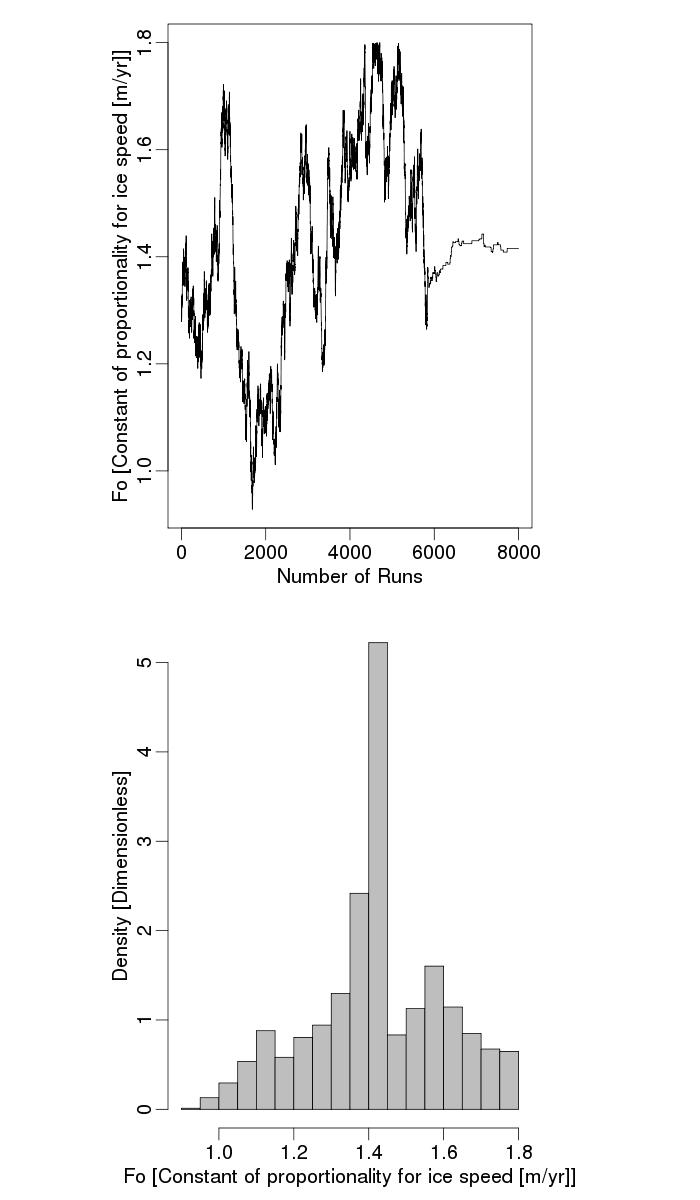 Fo [Constant of proportionality for ice speed [m/yr]]
1.8
1.6
1.4
1.2
1.0
0 2000 4000 6000 8000
Number of Runs
Density [Dimensionless]
5
4
3
2
1
0
1.0 1.2 1.4 1.6 1.8
Fo [Constant of proportionality for ice speed [m/yr]]